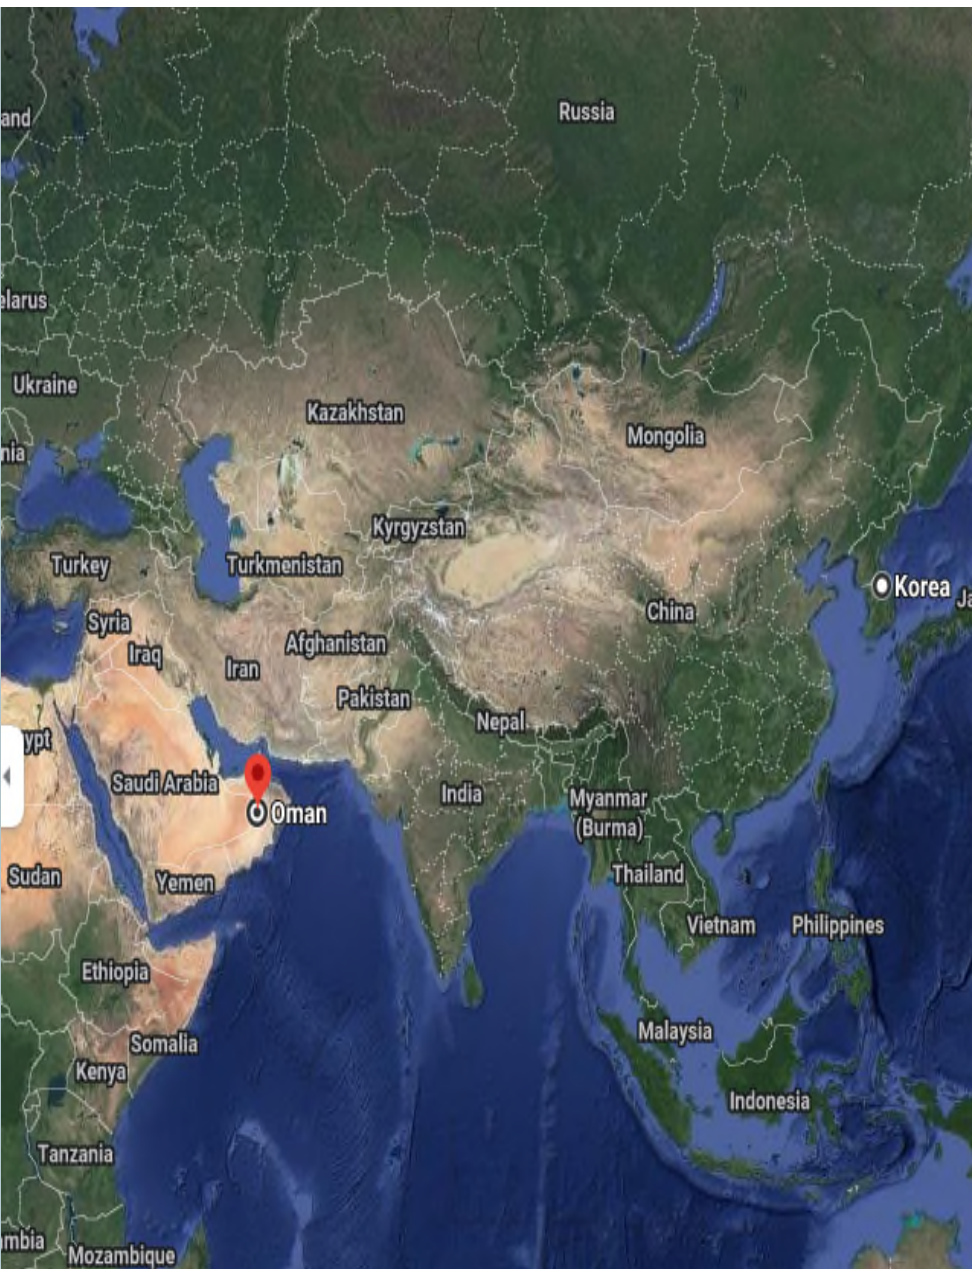 Russia
and
elarus
Ukraine
Kazakhstan
Mongolia
nia
Kyrgyzstan
Turkey
Turkmenistan
Korea
Ja
China
Syria
Iraq
Afghanistan
Iran
Pakistan
Nepal
ypt
Saudi Arabia
India
Myanmar
(Burma)
Oman
Sudan
Yemen
Thailand
Vietnam
Philippines
Ethiopia
Somalia
Malaysia
Kenya
Indonesia
Tanzania
mbia
Mozambique